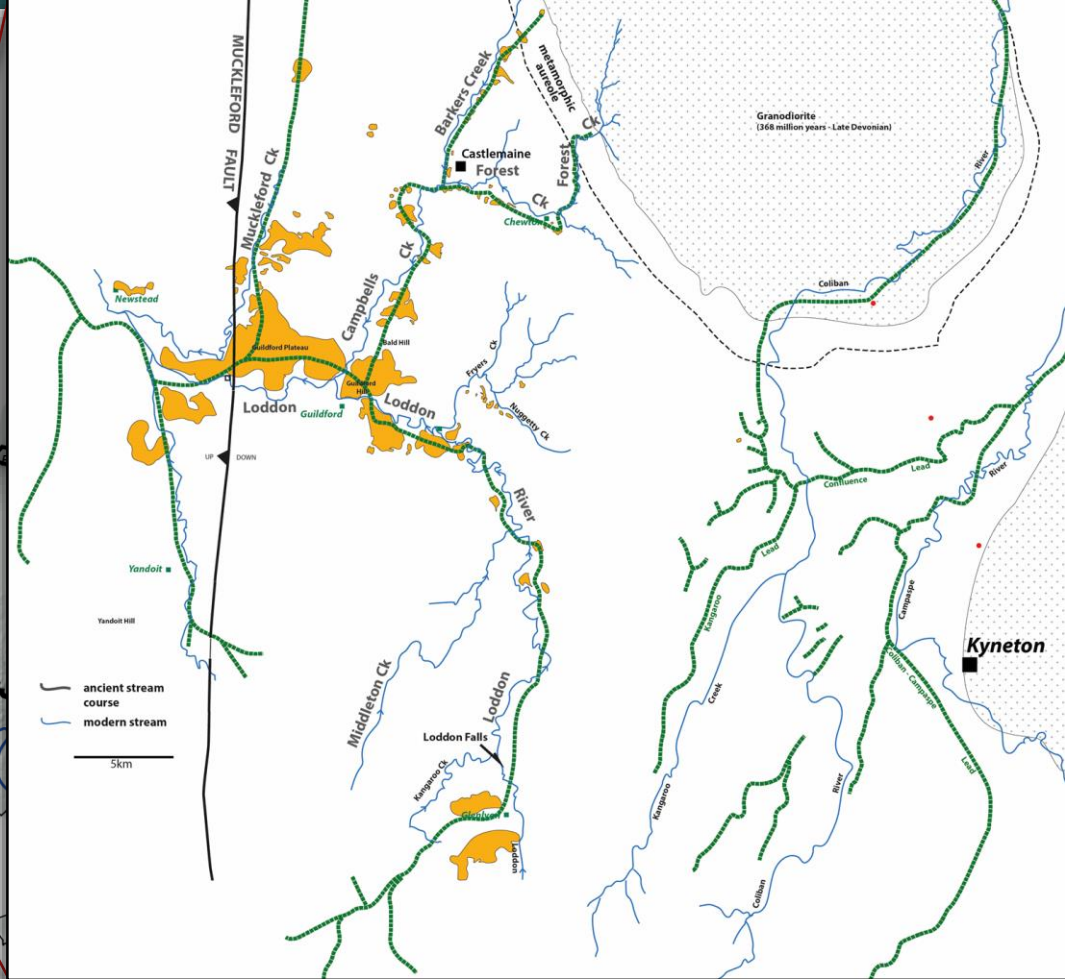 MUCKLEFORD FAULT
Muckleford Ck
Barkers Creek
metamorphic
aureole
Granodiorite
(368 million years - Late Devonian)
River
Castlemaine
Forest
Ck
Forest
Ck
Chewton
Coliban
Newstead
Campbells
Ck
Guildford Plateau
Bald Hill
Guildford
Hill
Fryers Ck
Nuggetty Ck
Loddon
Guildford
Loddon
UP
DOWN
River
Confluence
Lead
River
Lead
Kangaroo
Yandoit
Yandoit Hill
Campaspe
Kyneton
Coliban - Campaspe
Lead
ancient stream
course
modern stream
5km
Middleton Ck
Loddon
Loddon Falls
Kangaroo Ck
Glenlyon
Loddon
Creek
Kangaroo
River
Coliban